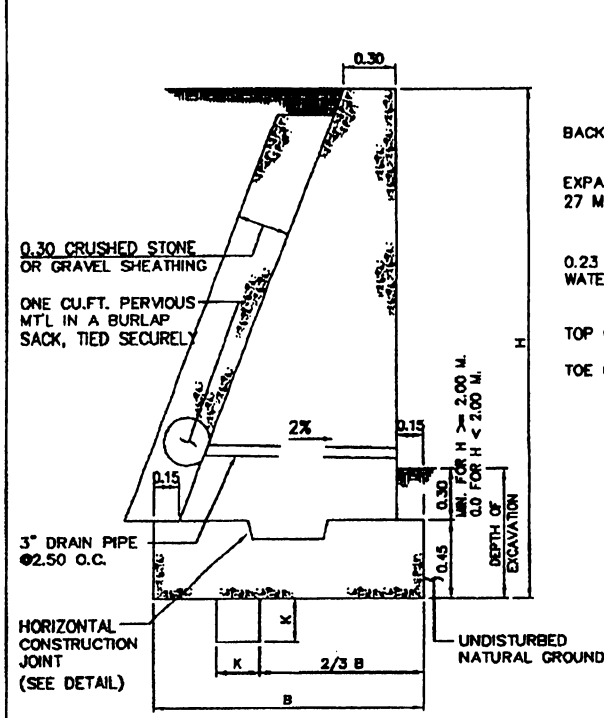 0.30
BACK
EXPA
27 M
0.30 CRUSHED STONE
OR GRAVEL SHEATHING
0.23
WATE
ONE CU.FT. PERVIOUS
MT'L IN A BURLAP
SACK, TIED SECURELY
TOP
TOE
H
2%
0.15
MIN. FOR H >= 2.00 M.
0.0 FOR H < 2.00 M.
0.15
0.30
3" DRAIN PIPE
@2.50 O.C.
0.45
DEPTH OF
EXCAVATION
HORIZONTAL
CONSTRUCTION
JOINT
(SEE DETAIL)
K
K
2/3 B
B
UNDISTURBED
NATURAL GROUND